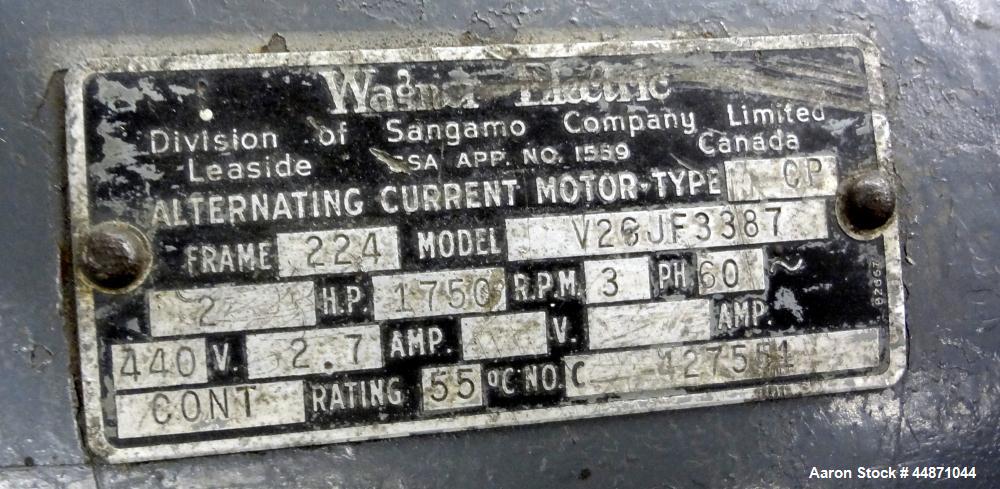 Wagner Electric
Division of Sangamo Company Limited
Leaside CSA APP. NO. 1559 Canada
ALTERNATING CURRENT MOTOR-TYPE CP
FRAME 224 MODEL V26JF3387
2 H.P. 1750 R.P.M. 3 PH 60 ~
440 V. 2.7 AMP. V. AMP.
CONT RATING 55 °C NO. C 427551
02667
Aaron Stock # 44871044